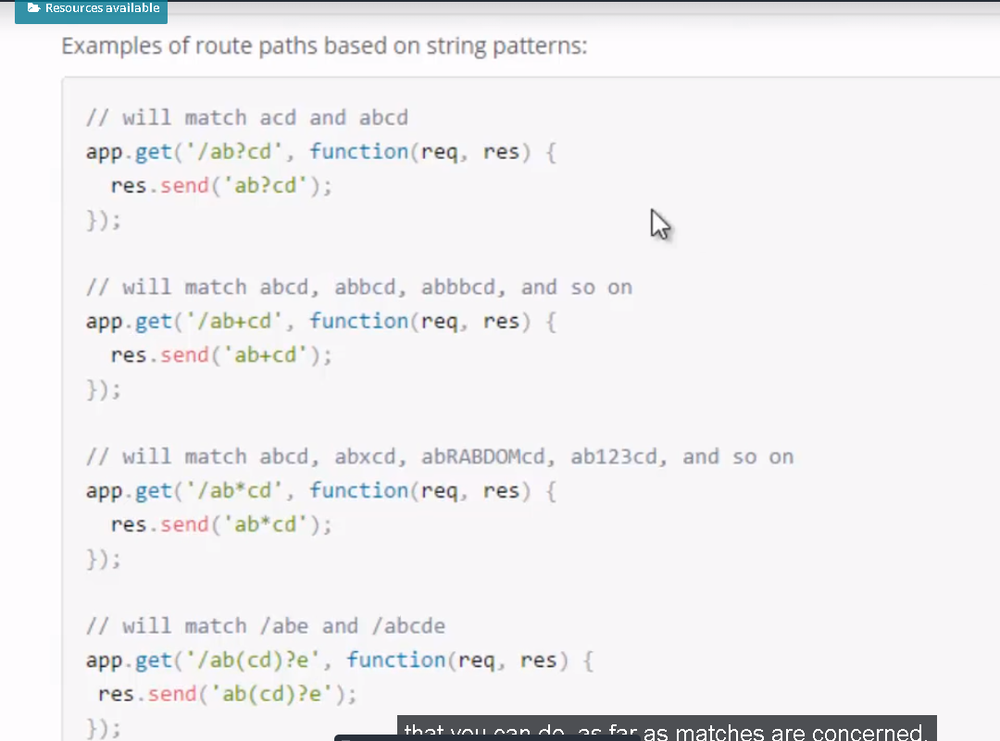 Resources available
Examples of route paths based on string patterns:
// will match acd and abcd
app.get('/ab?cd', function(req, res) {
  res.send('ab?cd');
});
// will match abcd, abbcd, abbbcd, and so on
app.get('/ab+cd', function(req, res) {
  res.send('ab+cd');
});
// will match abcd, abxcd, abRABDOMcd, ab123cd, and so on
app.get('/ab*cd', function(req, res) {
  res.send('ab*cd');
});
// will match /abe and /abcde
app.get('/ab(cd)?e', function(req, res) {
 res.send('ab(cd)?e');
});
that you can do, as far as matches are concerned.